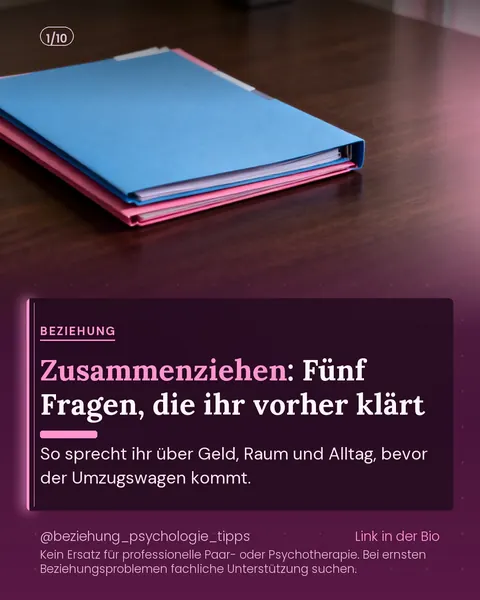 1/10
BEZIEHUNG
Zusammenziehen: Fünf
Fragen, die ihr vorher klärt
So sprecht ihr über Geld, Raum und Alltag, bevor
der Umzugswagen kommt.
@beziehung_psychologie_tipps Link in der Bio
Kein Ersatz für professionelle Paar- oder Psychotherapie. Bei ernsten
Beziehungsproblemen fachliche Unterstützung suchen.